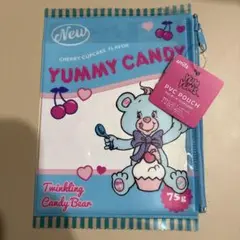 New
CHERRY CUPCAKE FLAVOR
YUMMY CANDY
PVC POUCH
Twinkling
Candy Bear
75g